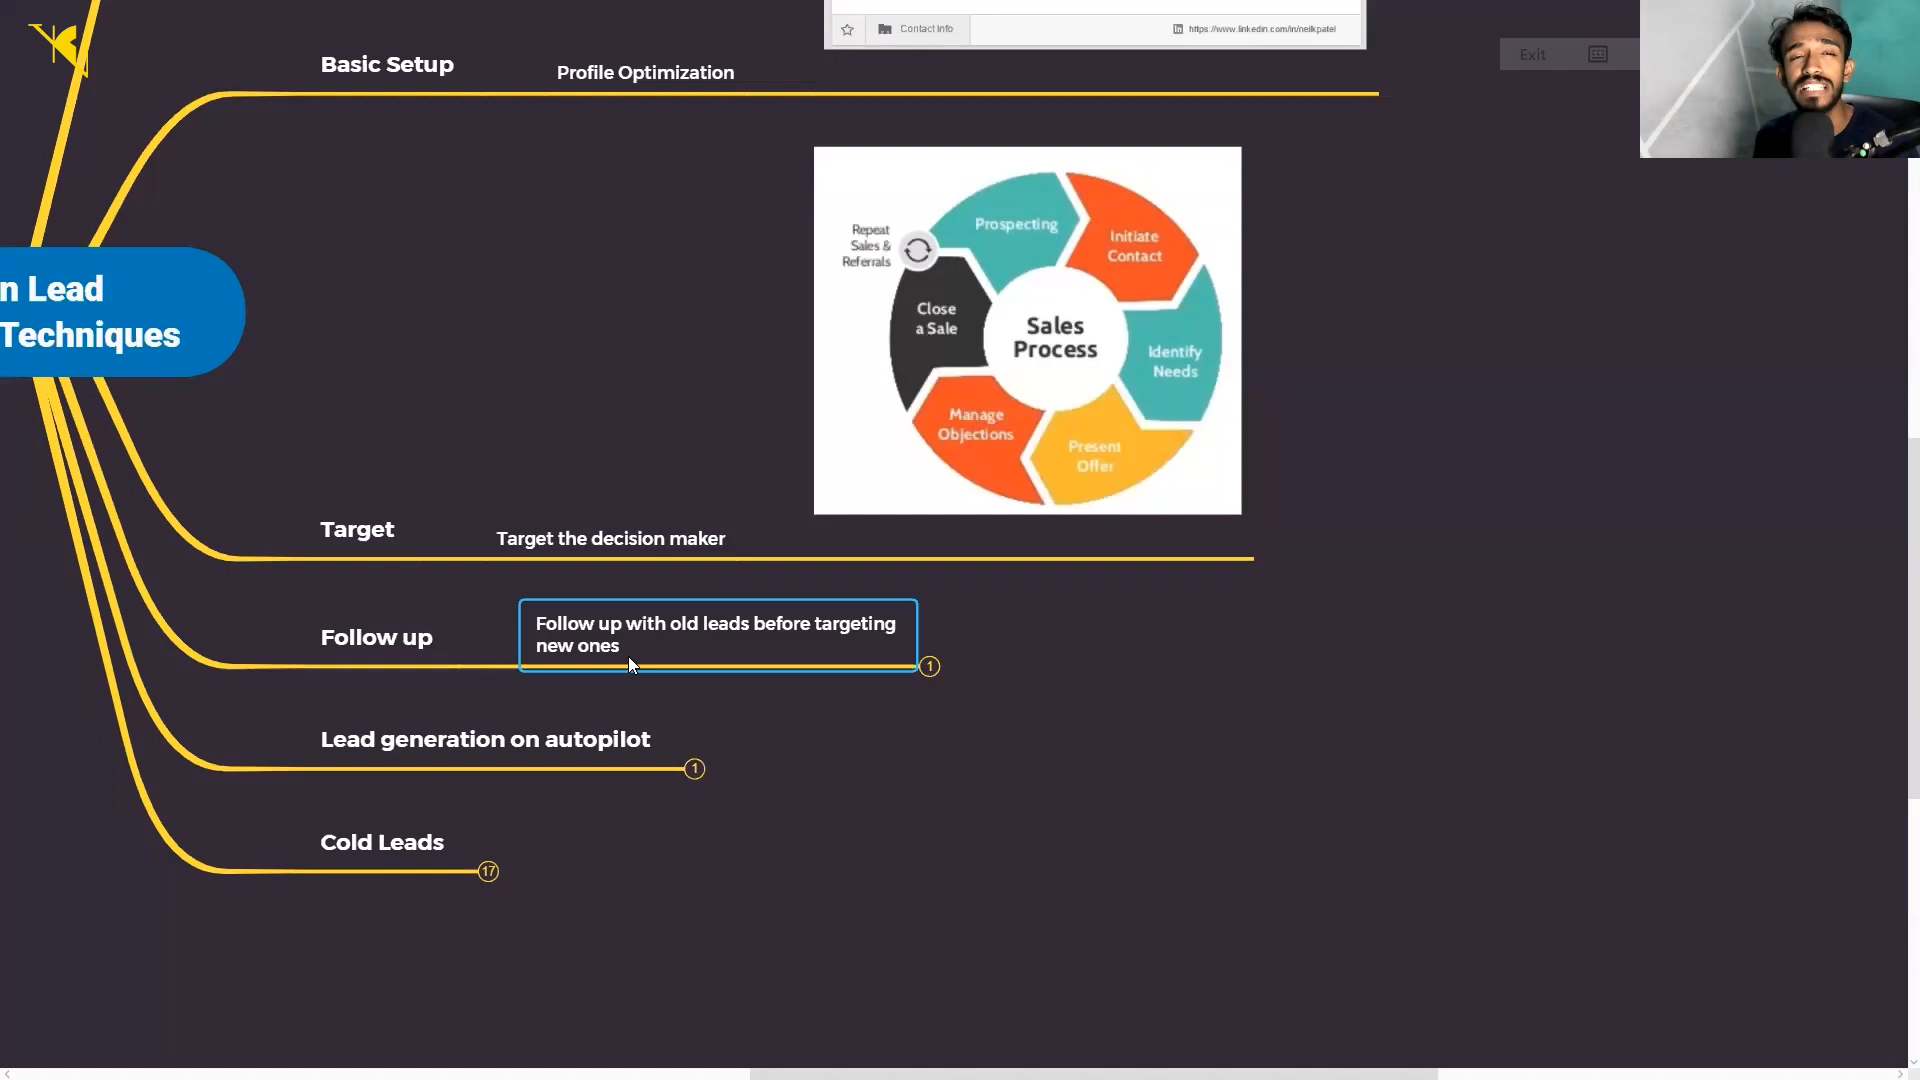 Contact Info
https://www.linkedin.com/in/neilkpatel
Exit
Basic Setup
Profile Optimization
n Lead
Techniques
Repeat
Sales &
Referrals
Prospecting
Initiate
Contact
Identify
Needs
Present
Offer
Manage
Objections
Close
a Sale
Sales
Process
Target
Target the decision maker
Follow up
Follow up with old leads before targeting
new ones
1
Lead generation on autopilot
1
Cold Leads
17